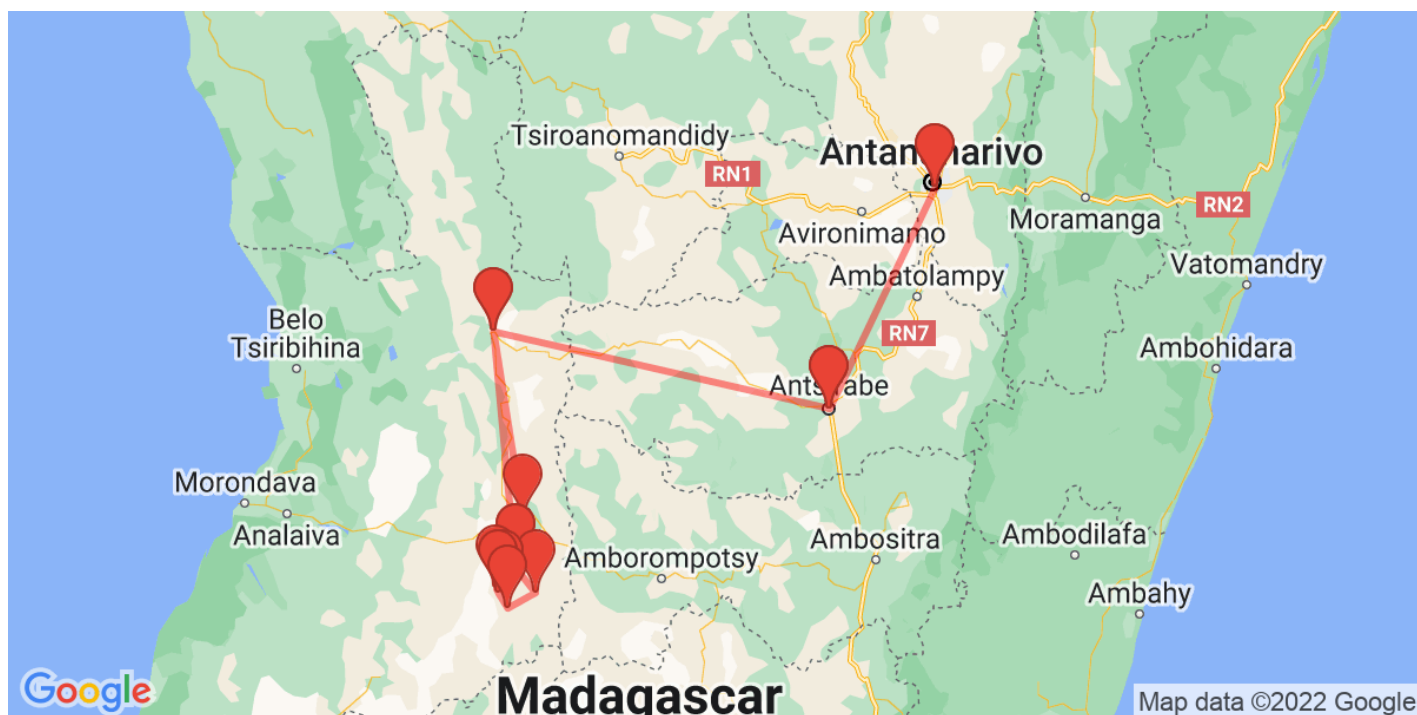 Tsiroanomandidy
Antananarivo
RN1
RN2
Moramanga
Avironimamo
Vatomandry
Ambatolampy
Belo
Tsiribihina
RN7
Ambohidara
Antsirabe
Morondava
Analaiva
Amborompotsy
Ambositra
Ambodilafa
Ambahy
Google
Madagascar
Map data ©2022 Google